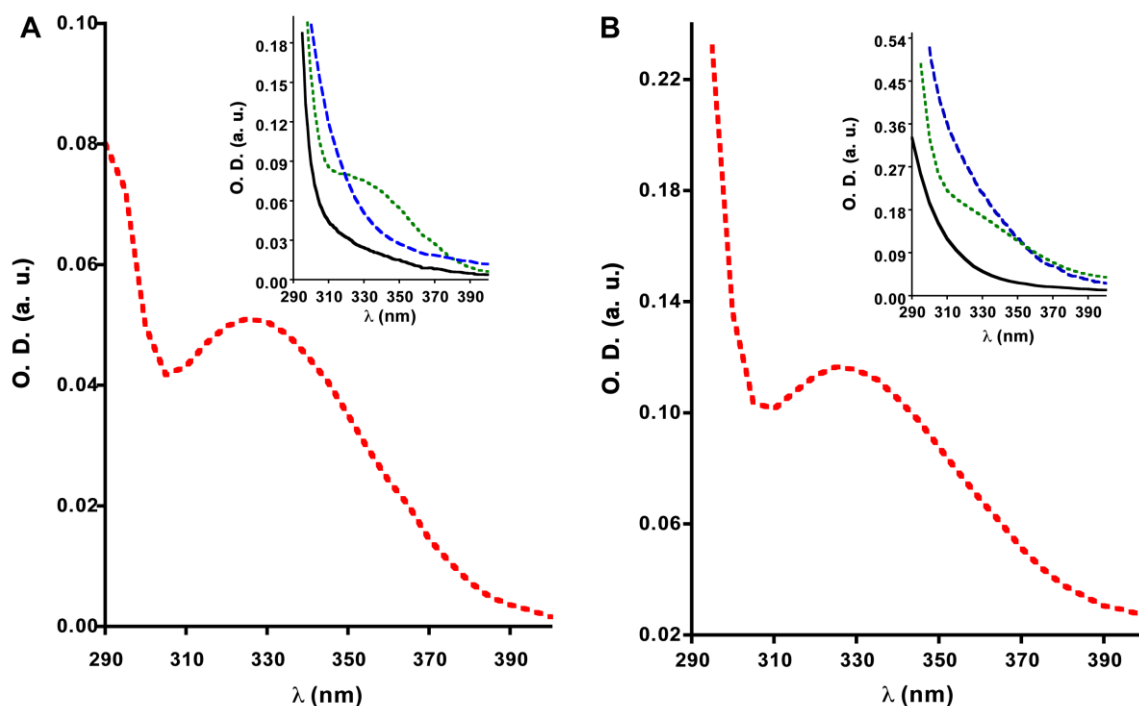 A
O. D. (a. u.)
0.10
0.08
0.06
0.04
0.02
0.00
290 310 330 350 370 390
λ (nm)
O. D. (a. u.)
0.18
0.15
0.12
0.09
0.06
0.03
0.00
290 310 330 350 370 390
λ (nm)
B
O. D. (a. u.)
0.22
0.18
0.14
0.10
0.06
0.02
290 310 330 350 370 390
λ (nm)
O. D. (a. u.)
0.54
0.45
0.36
0.27
0.18
0.09
0.00
290 310 330 350 370 390
λ (nm)